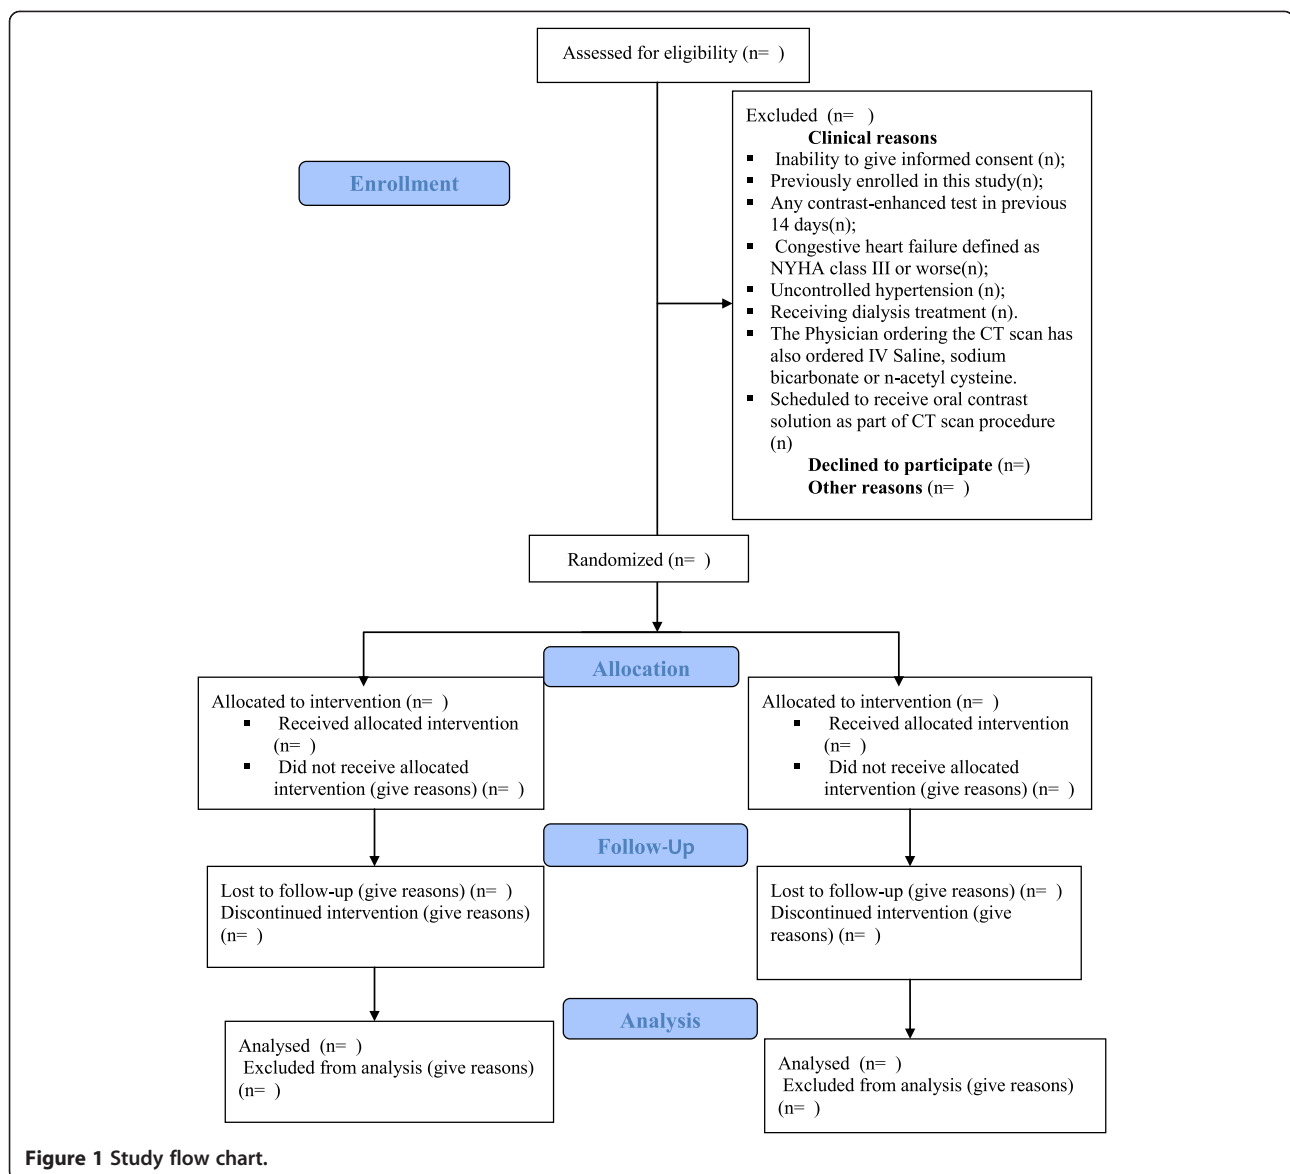 Assessed for eligibility (n=  )
Excluded  (n=   )
Clinical reasons
▪ Inability to give informed consent (n);
▪ Previously enrolled in this study(n);
▪ Any contrast-enhanced test in previous
14 days(n);
▪ Congestive heart failure defined as
NYHA class III or worse(n);
▪ Uncontrolled hypertension (n);
▪ Receiving dialysis treatment (n).
▪ The Physician ordering the CT scan has
also ordered IV Saline, sodium
bicarbonate or n-acetyl cysteine.
▪ Scheduled to receive oral contrast
solution as part of CT scan procedure
(n)
Declined to participate (n=)
Other reasons (n=  )
Enrollment
Randomized (n=  )
Allocation
Allocated to intervention (n=  )
▪ Received allocated intervention
(n=  )
▪ Did not receive allocated
intervention (give reasons) (n=  )
Allocated to intervention (n=  )
▪ Received allocated intervention
(n=  )
▪ Did not receive allocated
intervention (give reasons) (n=  )
Follow-Up
Lost to follow-up (give reasons) (n=  )
Discontinued intervention (give reasons)
(n=  )
Lost to follow-up (give reasons) (n=  )
Discontinued intervention (give
reasons) (n=  )
Analysis
Analysed  (n=  )
Excluded from analysis (give reasons)
(n=  )
Analysed  (n=  )
Excluded from analysis (give reasons)
(n=  )
Figure 1 Study flow chart.